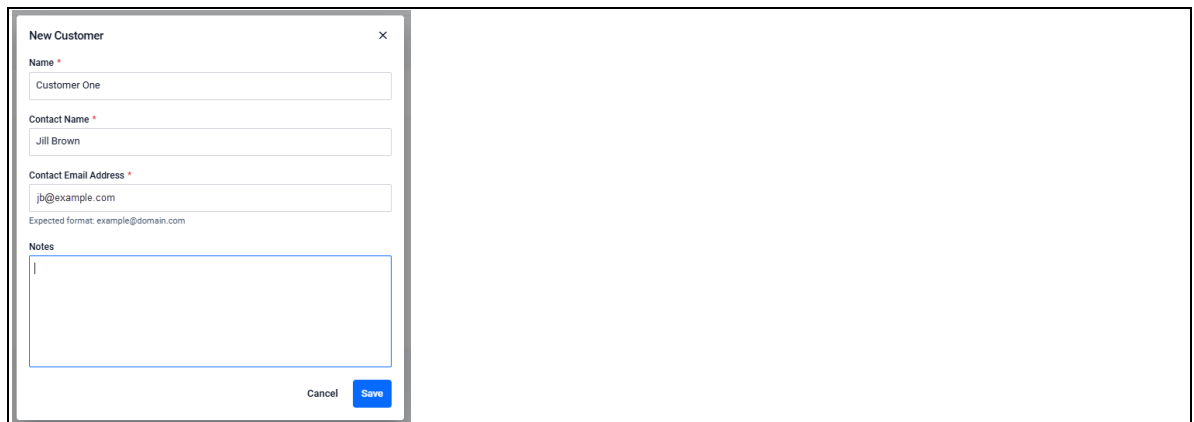 New Customer ×
Name *
Customer One
Contact Name *
Jill Brown
Contact Email Address *
jb@example.com
Expected format: example@domain.com
Notes
Cancel Save